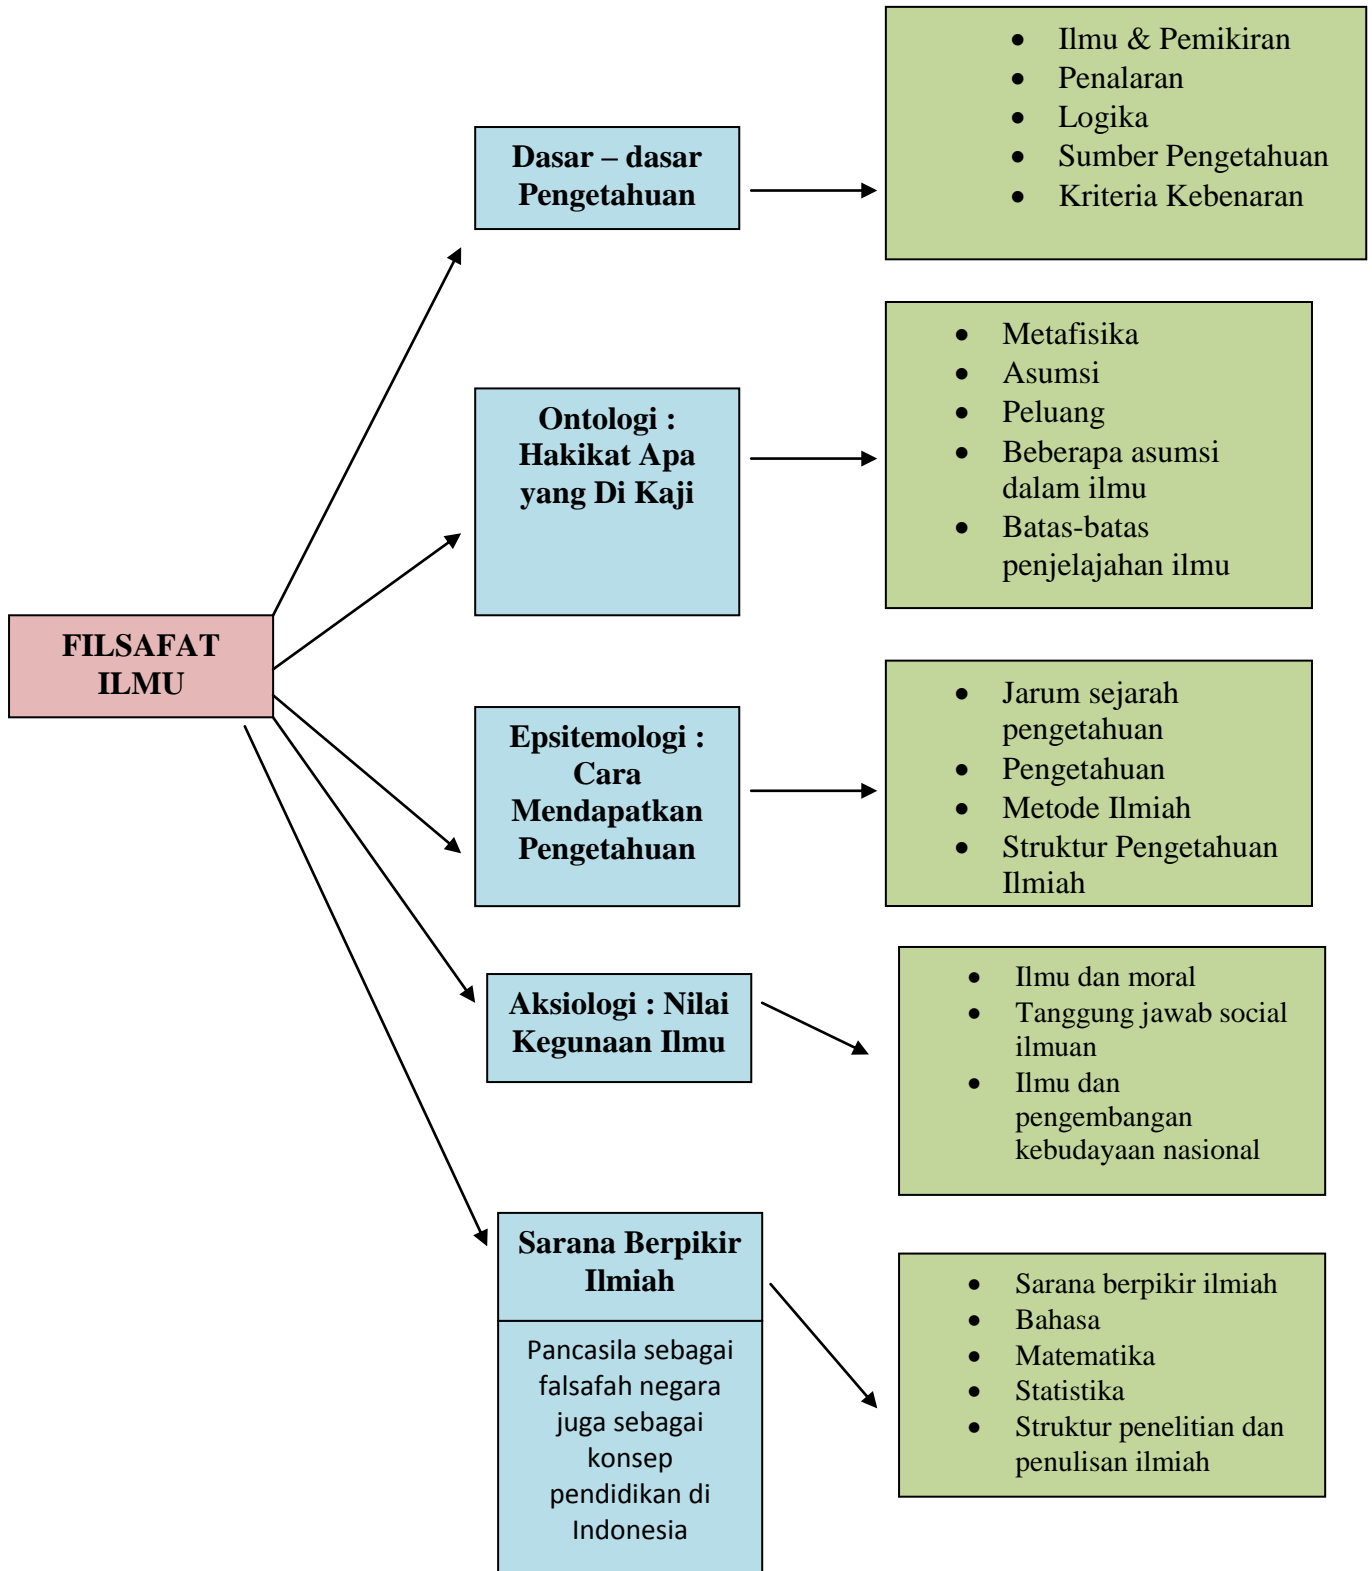 FILSAFAT
ILMU
Dasar – dasar
Pengetahuan
• Ilmu & Pemikiran
• Penalaran
• Logika
• Sumber Pengetahuan
• Kriteria Kebenaran
Ontologi :
Hakikat Apa
yang Di Kaji
• Metafisika
• Asumsi
• Peluang
• Beberapa asumsi
dalam ilmu
• Batas-batas
penjelajahan ilmu
Epsitemologi :
Cara
Mendapatkan
Pengetahuan
• Jarum sejarah
pengetahuan
• Pengetahuan
• Metode Ilmiah
• Struktur Pengetahuan
Ilmiah
Aksiologi : Nilai
Kegunaan Ilmu
• Ilmu dan moral
• Tanggung jawab social
ilmuan
• Ilmu dan
pengembangan
kebudayaan nasional
Sarana Berpikir
Ilmiah
Pancasila sebagai
falsafah negara
juga sebagai
konsep
pendidikan di
Indonesia
• Sarana berpikir ilmiah
• Bahasa
• Matematika
• Statistika
• Struktur penelitian dan
penulisan ilmiah